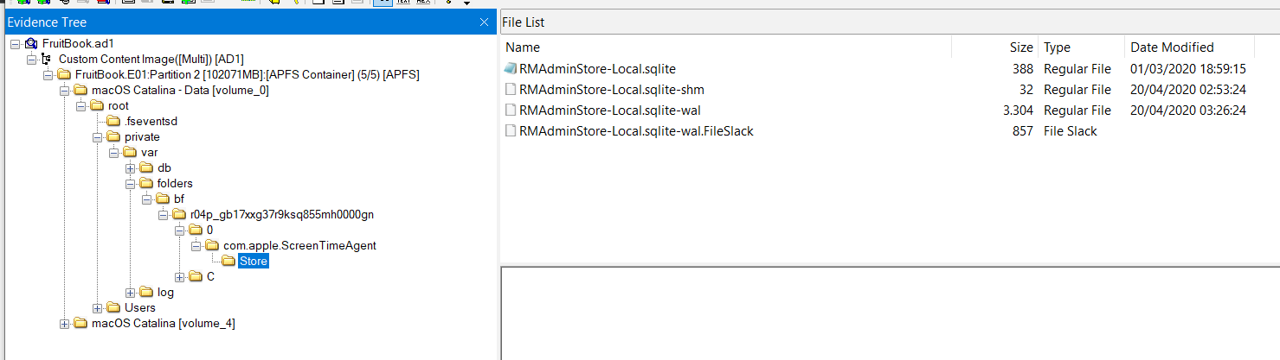 Evidence Tree
FruitBook.ad1
Custom Content Image([Multi]) [AD1]
FruitBook.E01:Partition 2 [102071MB]:[APFS Container] (5/5) [APFS]
macOS Catalina - Data [volume_0]
root
.fseventsd
private
var
db
folders
bf
r04p_gb17xxg37r9ksq855mh0000gn
0
com.apple.ScreenTimeAgent
Store
C
log
Users
macOS Catalina [volume_4]
File List
Name Size Type Date Modified
RMAdminStore-Local.sqlite 388 Regular File 01/03/2020 18:59:15
RMAdminStore-Local.sqlite-shm 32 Regular File 20/04/2020 02:53:24
RMAdminStore-Local.sqlite-wal 3.304 Regular File 20/04/2020 03:26:24
RMAdminStore-Local.sqlite-wal.FileSlack 857 File Slack